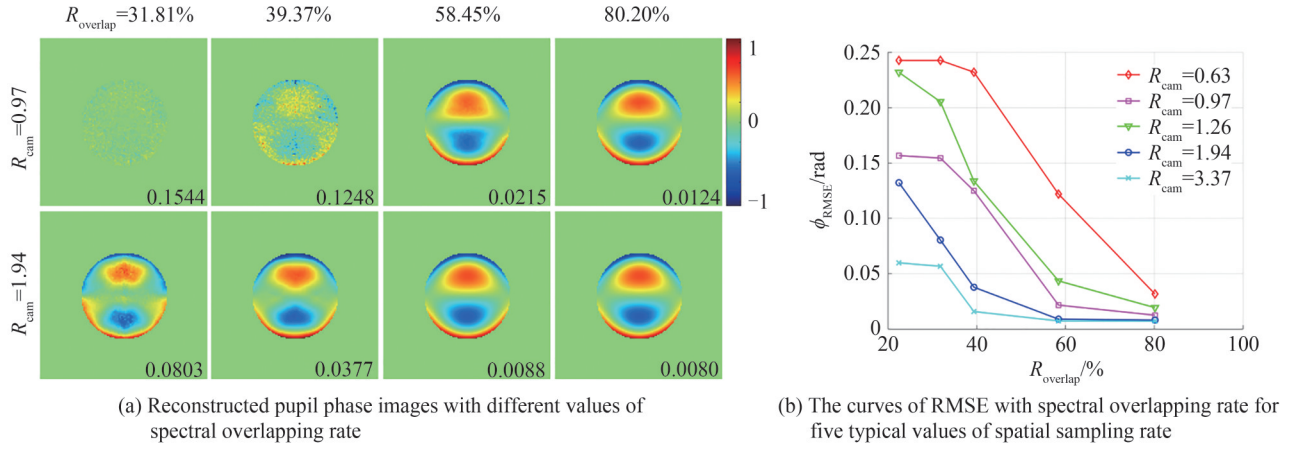 R_overlap=31.81% 39.37% 58.45% 80.20%
R_cam=0.97
0.1544 0.1248 0.0215 0.0124
1
0
−1
R_cam=1.94
0.0803 0.0377 0.0088 0.0080
(a) Reconstructed pupil phase images with different values of
spectral overlapping rate
ϕ_RMSE/rad
0.25
0.20
0.15
0.10
0.05
0
20 40 60 80 100
R_overlap/%
R_cam=0.63
R_cam=0.97
R_cam=1.26
R_cam=1.94
R_cam=3.37
(b) The curves of RMSE with spectral overlapping rate for
five typical values of spatial sampling rate